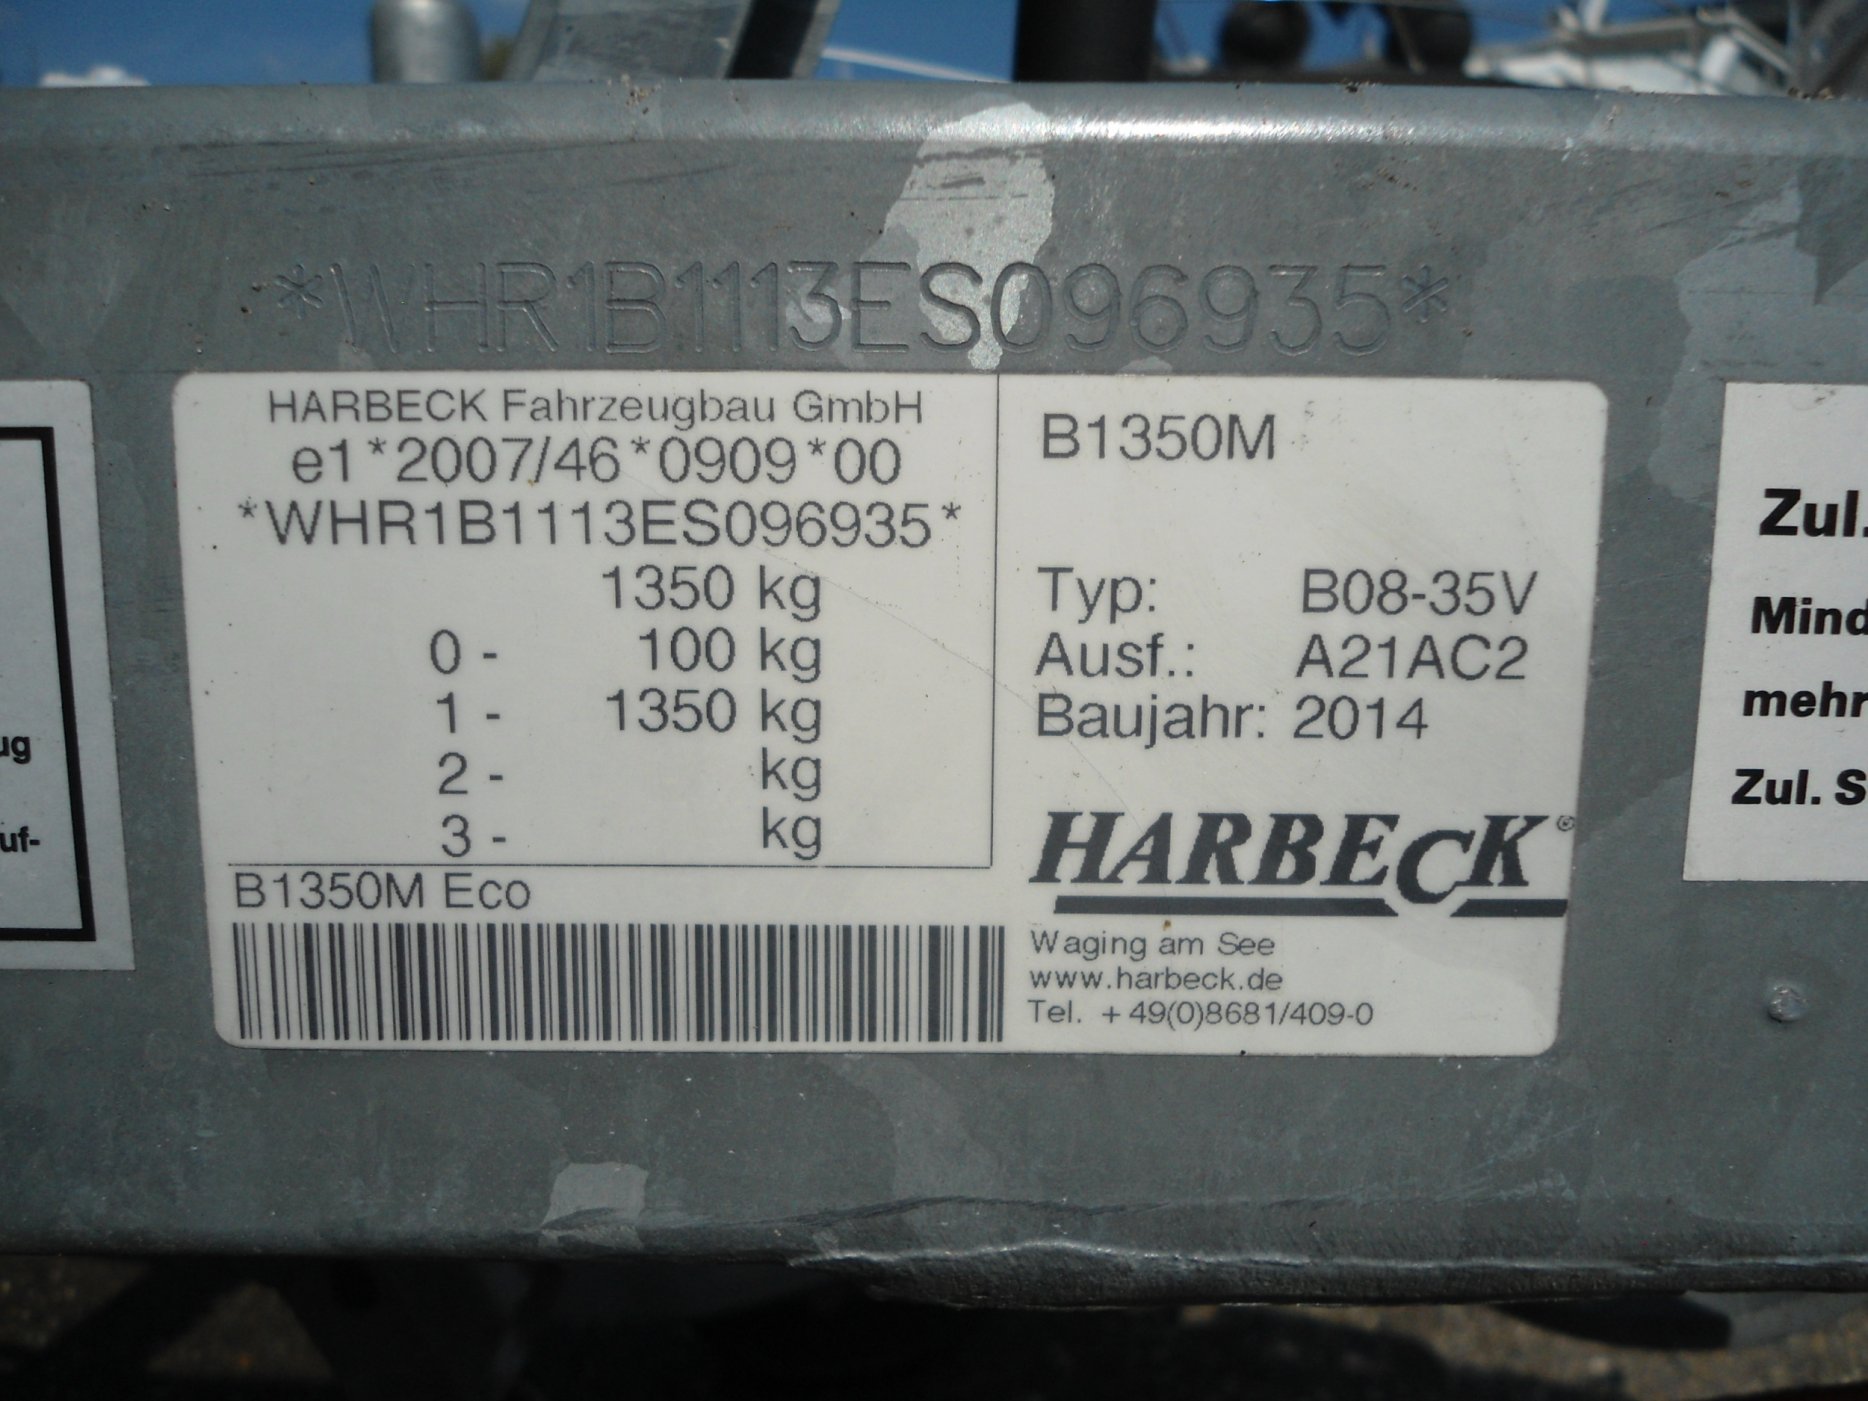 *WHR1B1113ES096935*
HARBECK Fahrzeugbau GmbH
e1*2007/46*0909*00
*WHR1B1113ES096935*
1350 kg
0 - 100 kg
1 - 1350 kg
2 - kg
3 - kg
B1350M Eco
B1350M
Typ: B08-35V
Ausf.: A21AC2
Baujahr: 2014
HARBECK®
Waging am See
www.harbeck.de
Tel. +49(0)8681/409-0
ug
uf-
Zul.
Mind
mehr
Zul. S